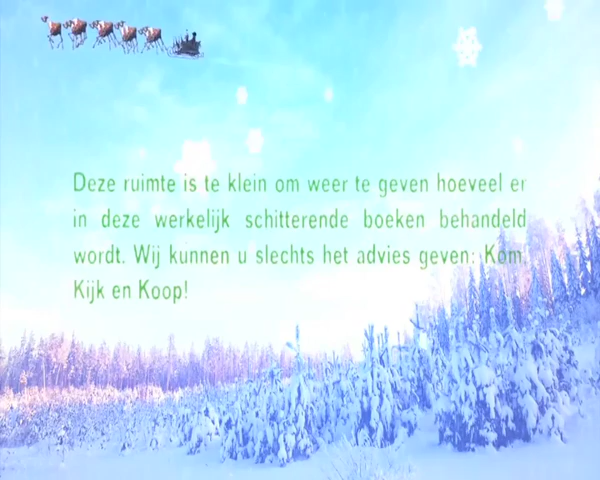 Deze ruimte is te klein om weer te geven hoeveel er
in deze werkelijk schitterende boeken behandeld
wordt. Wij kunnen u slechts het advies geven: Kom,
Kijk en Koop!